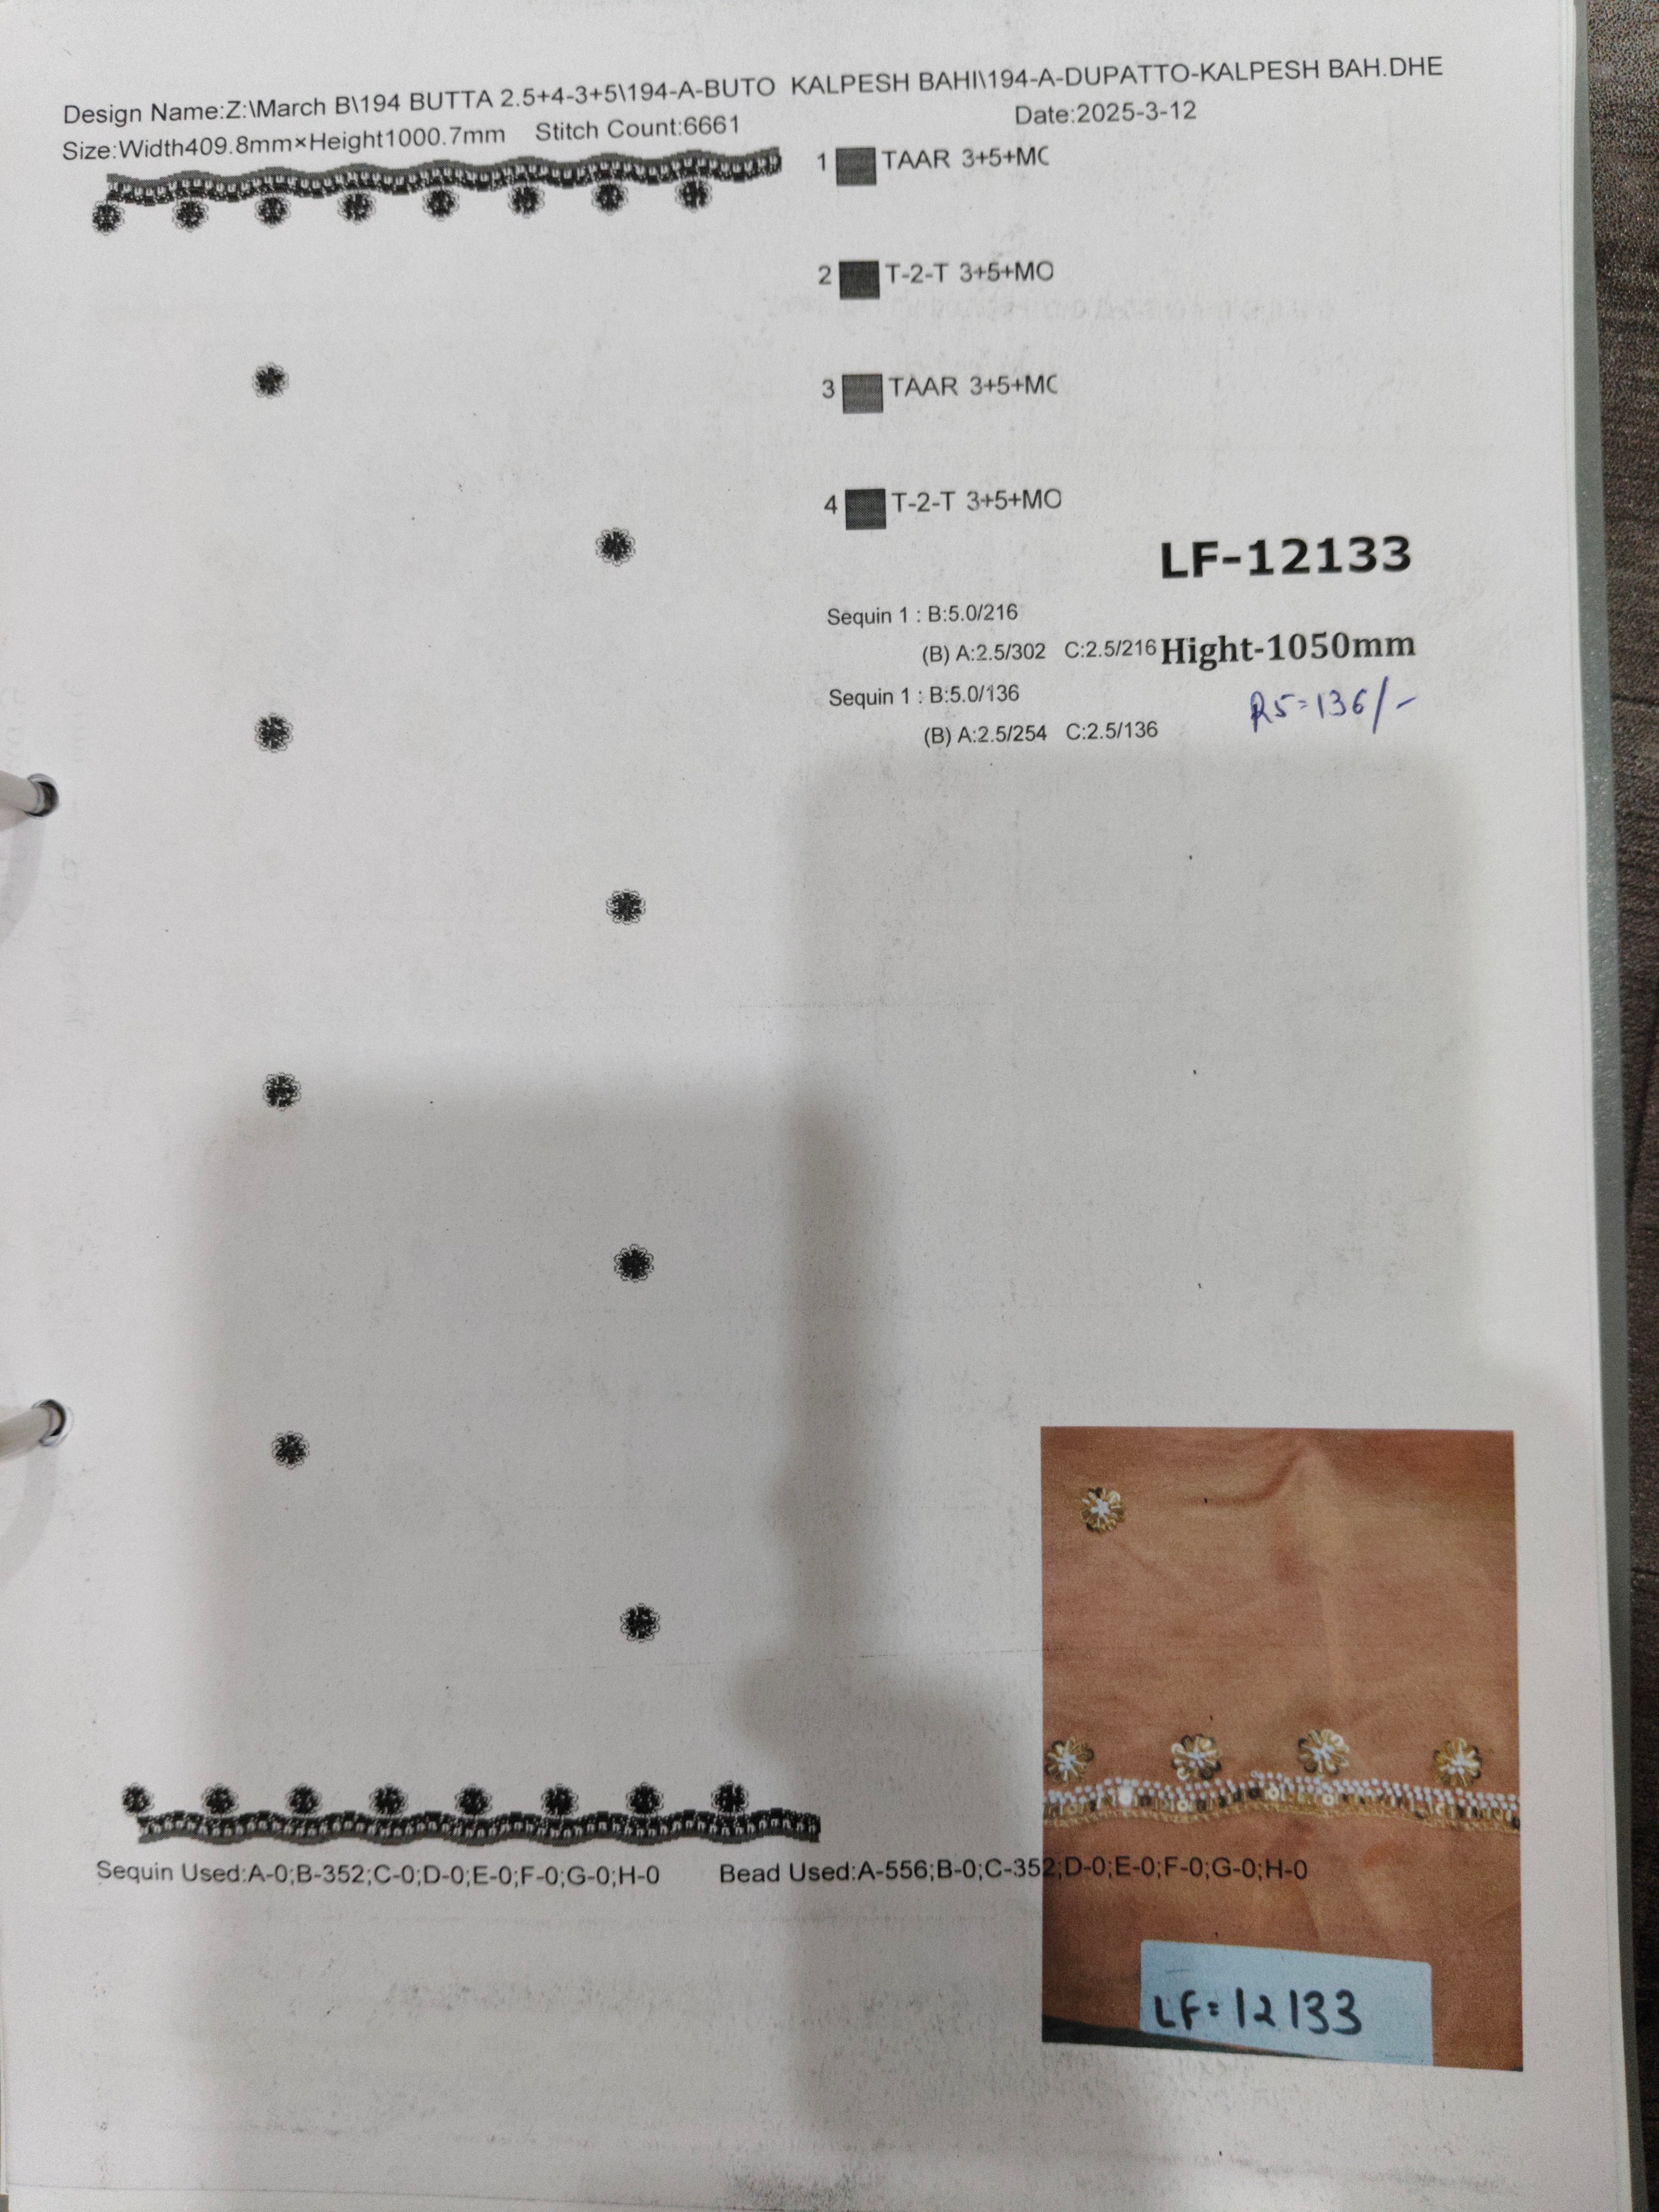 Design Name:Z:\March B\194 BUTTA 2.5+4-3+5\194-A-BUTO  KALPESH BAHI\194-A-DUPATTO-KALPESH BAH.DHE
Size:Width409.8mm×Height1000.7mm    Stitch Count:6661    Date:2025-3-12
1 TAAR 3+5+MC
2 T-2-T 3+5+MO
3 TAAR 3+5+MC
4 T-2-T 3+5+MO
LF-12133
Sequin 1 : B:5.0/216
(B) A:2.5/302   C:2.5/216
Hight-1050mm
Sequin 1 : B:5.0/136
RS=136/-
(B) A:2.5/254   C:2.5/136
Sequin Used:A-0;B-352;C-0;D-0;E-0;F-0;G-0;H-0    Bead Used:A-556;B-0;C-352;D-0;E-0;F-0;G-0;H-0
LF=12133